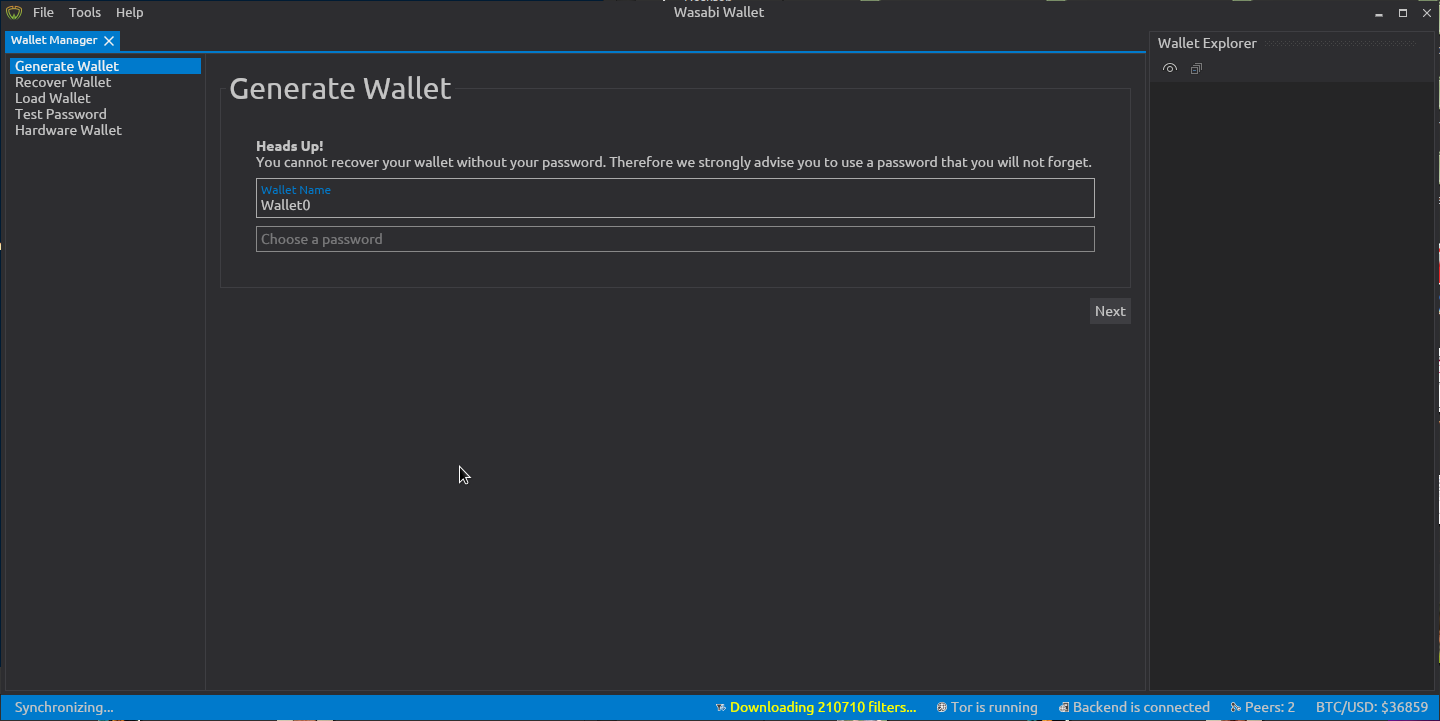 File Tools Help
Wasabi Wallet
Wallet Manager
Wallet Explorer
Generate Wallet
Recover Wallet
Load Wallet
Test Password
Hardware Wallet
Generate Wallet
Heads Up!
You cannot recover your wallet without your password. Therefore we strongly advise you to use a password that you will not forget.
Wallet Name
Wallet0
Choose a password
Next
Synchronizing... Downloading 210710 filters... Tor is running Backend is connected Peers: 2 BTC/USD: $36859